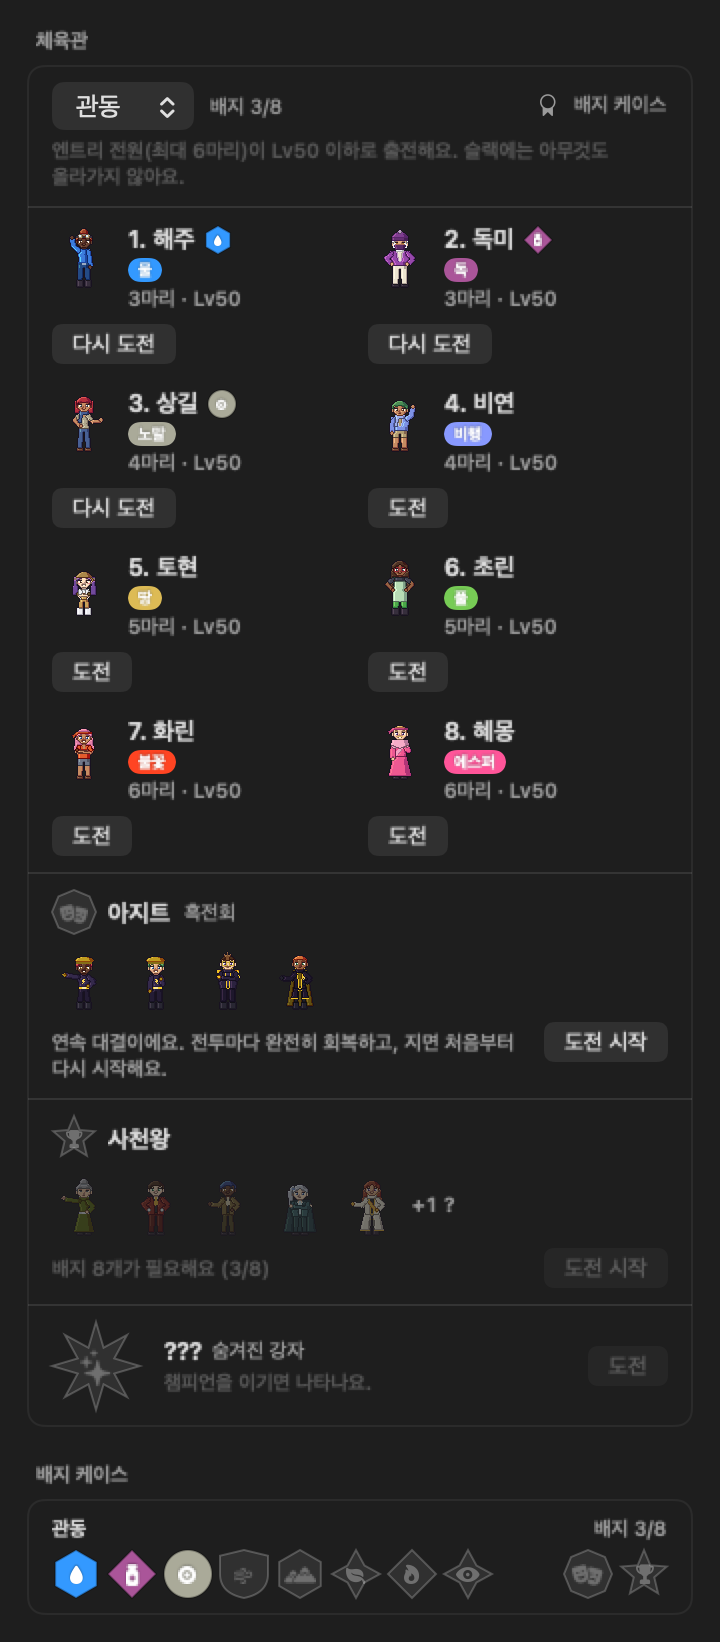 체육관
관동
배지 3/8
배지 케이스
엔트리 전원(최대 6마리)이 Lv50 이하로 출전해요. 슬랙에는 아무것도
올라가지 않아요.
1. 해주
물
3마리 · Lv50
다시 도전
2. 독미
독
3마리 · Lv50
다시 도전
3. 상길
노말
4마리 · Lv50
다시 도전
4. 비연
비행
4마리 · Lv50
도전
5. 토현
땅
5마리 · Lv50
도전
6. 초린
풀
5마리 · Lv50
도전
7. 화린
불꽃
6마리 · Lv50
도전
8. 혜몽
에스퍼
6마리 · Lv50
도전
아지트 흑전회
연속 대결이에요. 전투마다 완전히 회복하고, 지면 처음부터
다시 시작해요.
도전 시작
사천왕
+1 ?
배지 8개가 필요해요 (3/8)
도전 시작
??? 숨겨진 강자
챔피언을 이기면 나타나요.
도전
배지 케이스
관동
배지 3/8